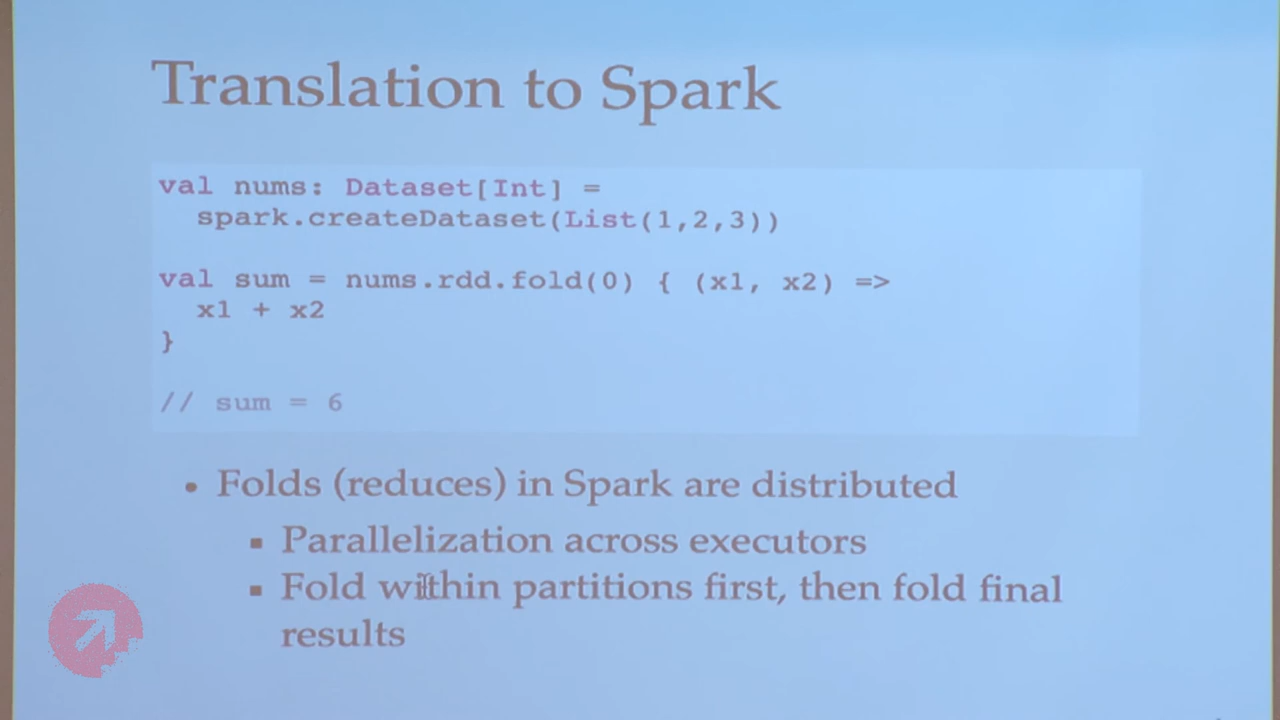 Translation to Spark
val nums: Dataset[Int] =
  spark.createDataset(List(1,2,3))
val sum = nums.rdd.fold(0) { (x1, x2) =>
  x1 + x2
}
// sum = 6
• Folds (reduces) in Spark are distributed
▪ Parallelization across executors
▪ Fold within partitions first, then fold final
results